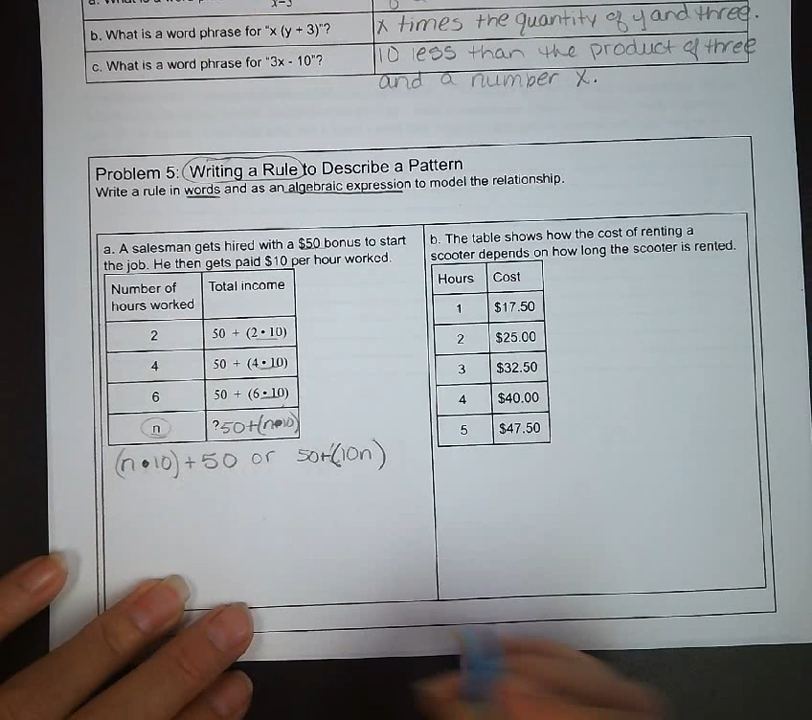 b. What is a word phrase for "x (y + 3)"?
x times the quantity of y and three.
c. What is a word phrase for "3x - 10"?
10 less than the product of three
and a number x.
Problem 5: Writing a Rule to Describe a Pattern
Write a rule in words and as an algebraic expression to model the relationship.
a. A salesman gets hired with a $50 bonus to start
the job. He then gets paid $10 per hour worked.
Number of
hours worked
Total income
2
50 + (2 • 10)
4
50 + (4 • 10)
6
50 + (6 • 10)
n
? 50+(n•10)
(n•10)+50 or 50+(10n)
b. The table shows how the cost of renting a
scooter depends on how long the scooter is rented.
Hours Cost
1 $17.50
2 $25.00
3 $32.50
4 $40.00
5 $47.50